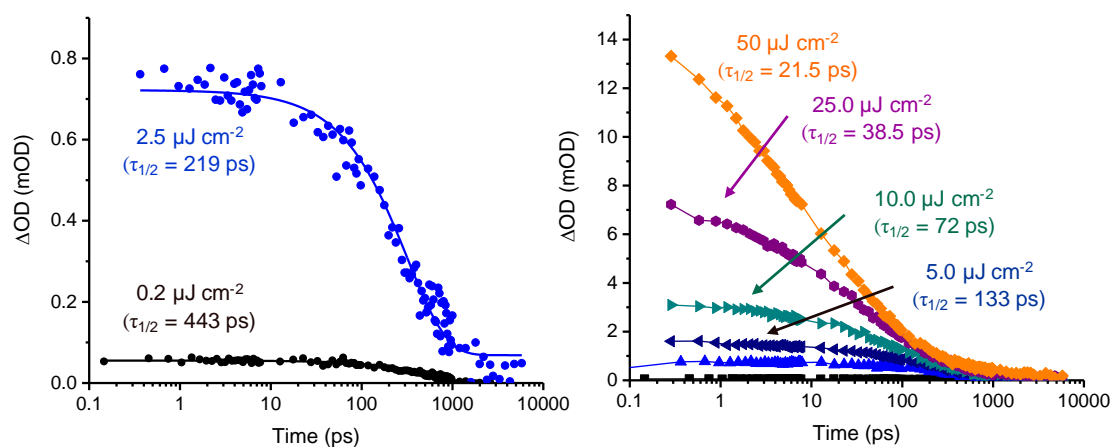 0.8
0.6
0.4
0.2
0.0
ΔOD (mOD)
2.5 µJ cm-2
(τ1/2 = 219 ps)
0.2 µJ cm-2
(τ1/2 = 443 ps)
0.1 1 10 100 1000 10000
Time (ps)
14
12
10
8
6
4
2
0
ΔOD (mOD)
50 µJ cm-2
(τ1/2 = 21.5 ps)
25.0 µJ cm-2
(τ1/2 = 38.5 ps)
10.0 µJ cm-2
(τ1/2 = 72 ps)
5.0 µJ cm-2
(τ1/2 = 133 ps)
0.1 1 10 100 1000 10000
Time (ps)